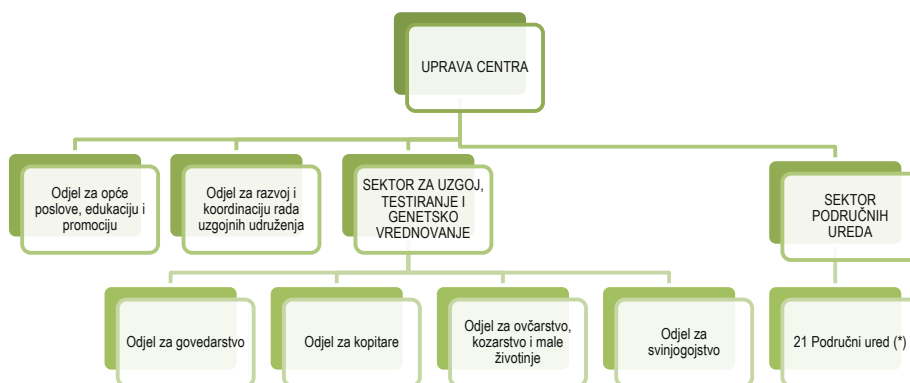 UPRAVA CENTRA
Odjel za opće
poslove, edukaciju i
promociju
Odjel za razvoj i
koordinaciju rada
uzgojnih udruženja
SEKTOR ZA UZGOJ,
TESTIRANJE I
GENETSKO
VREDNOVANJE
SEKTOR
PODRUČNIH
UREDA
Odjel za govedarstvo
Odjel za kopitare
Odjel za ovčarstvo,
kozarstvo i male
životinje
Odjel za
svinjogojstvo
21 Područni ured (*)